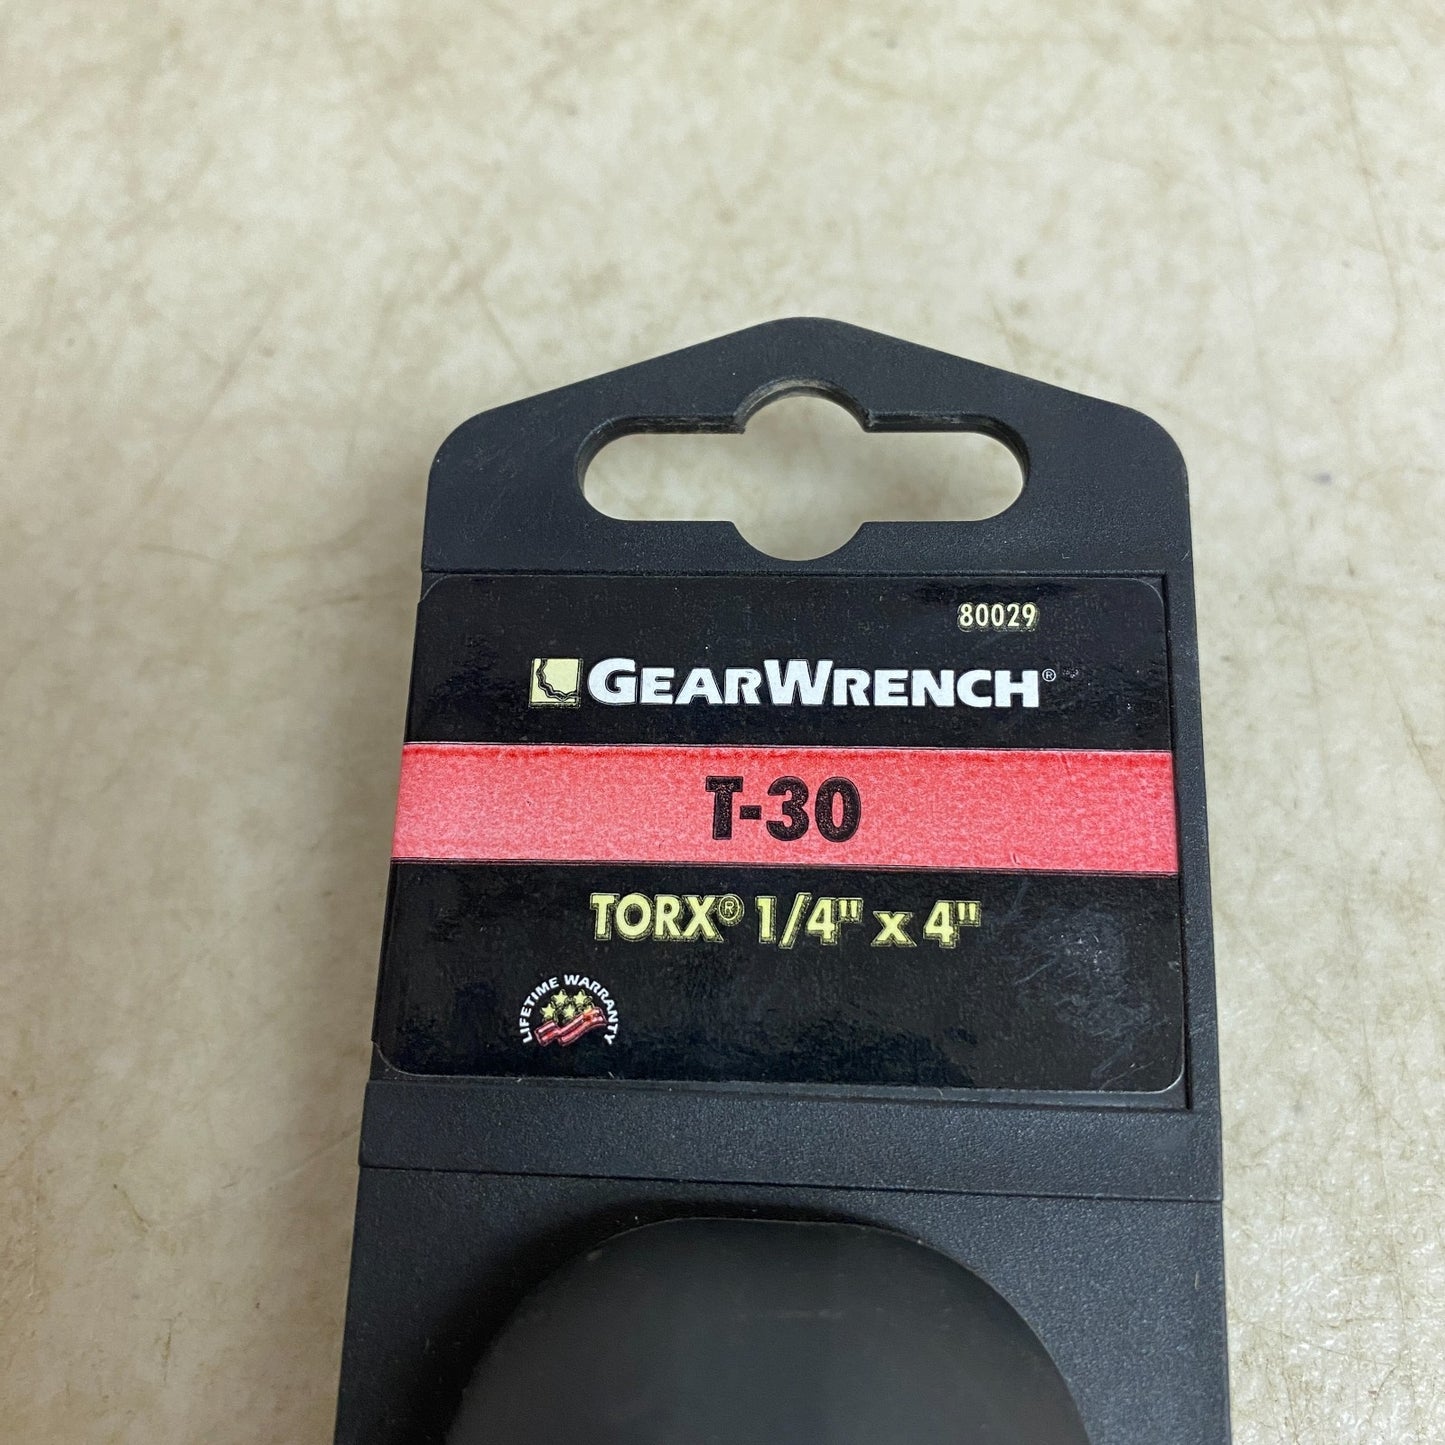 80029
GEARWRENCH®
T-30
TORX® 1/4" x 4"
LIFETIME WARRANTY